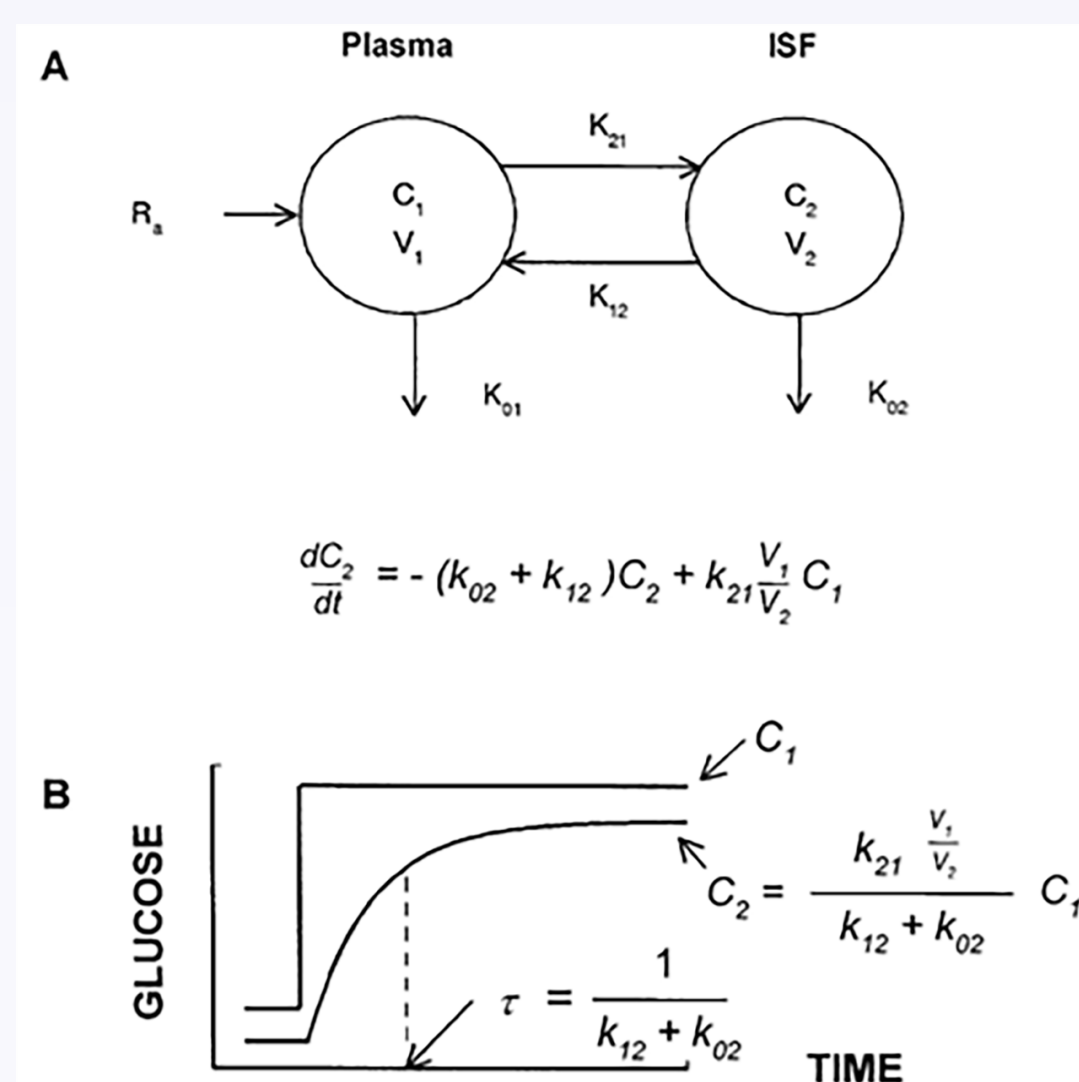 A
Plasma ISF
K21
Ra
C1 C2
V1 V2
K12
K01 K02
dC2/dt = - (k02 + k12 )C2 + k21 V1/V2 C1
B
GLUCOSE
C1
C2 = k21 V1/V2 / k12 + k02 C1
τ = 1 / k12 + k02
TIME